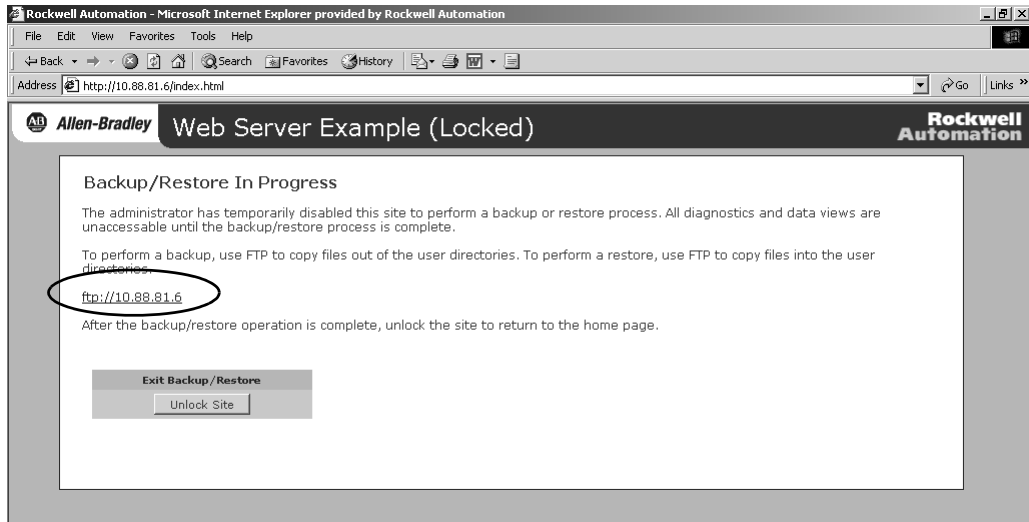 Rockwell Automation - Microsoft Internet Explorer provided by Rockwell Automation
File Edit View Favorites Tools Help
Back Search Favorites History
Address http://10.88.81.6/index.html Go Links »
AB Allen-Bradley Web Server Example (Locked) Rockwell
Automation
Backup/Restore In Progress
The administrator has temporarily disabled this site to perform a backup or restore process. All diagnostics and data views are
unaccessable until the backup/restore process is complete.
To perform a backup, use FTP to copy files out of the user directories. To perform a restore, use FTP to copy files into the user
directories.
ftp://10.88.81.6
After the backup/restore operation is complete, unlock the site to return to the home page.
Exit Backup/Restore
Unlock Site